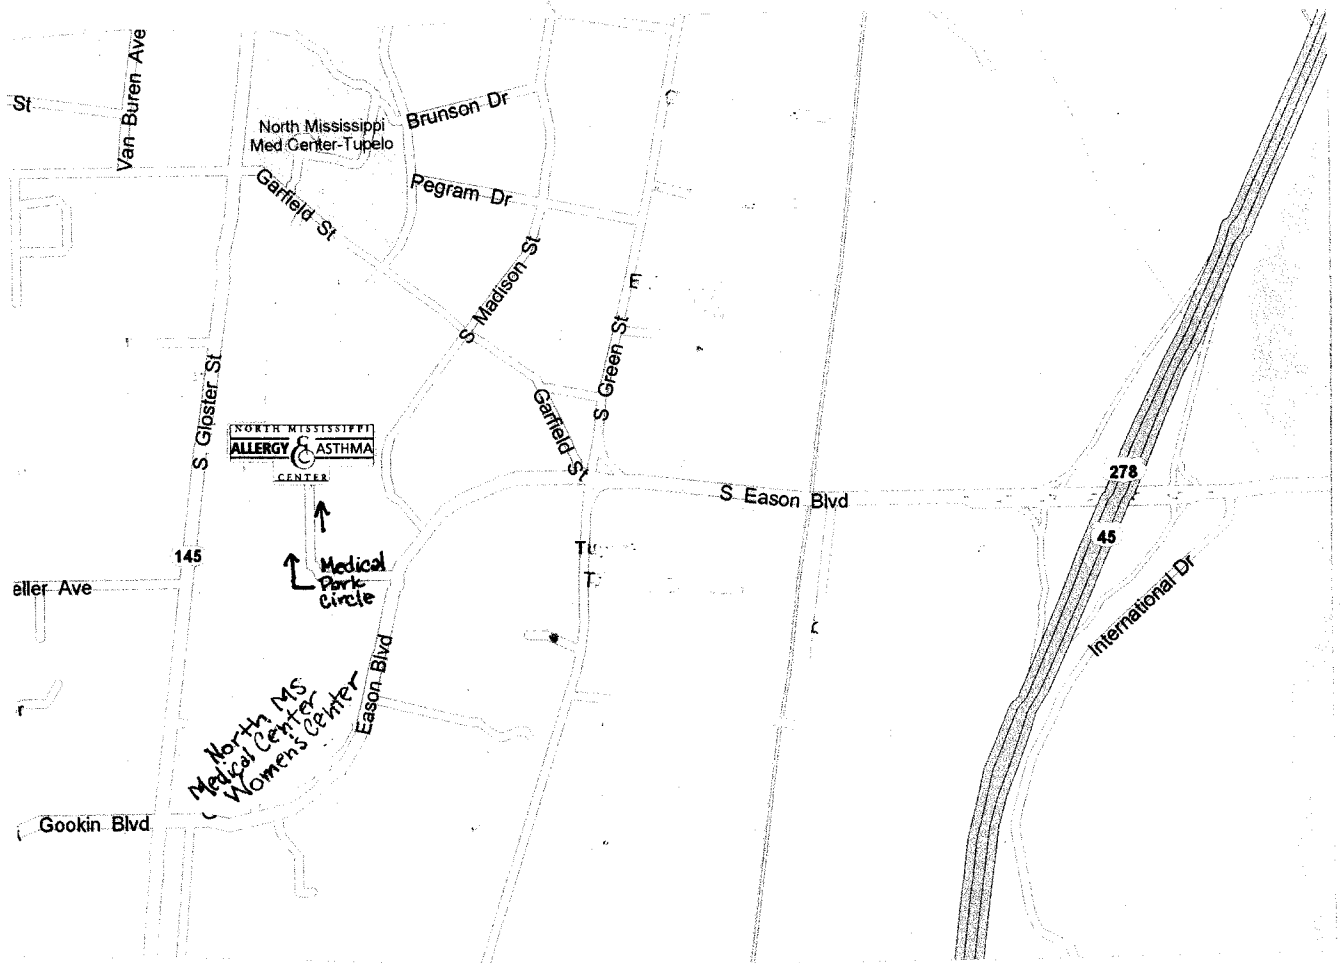 Van Buren Ave
St
Brunson Dr
North Mississippi
Med Center-Tupelo
Garfield St
Pegram Dr
S Madison St
E
S Green St
S. Gloster St
NORTH MISSISSIPPI
ALLERGY & ASTHMA
CENTER
Garfield St
278
S Eason Blvd
45
145
Medical
Park
Circle
eller Ave
International Dr
Eason Blvd
North MS
Medical Center
Women's Center
Gookin Blvd